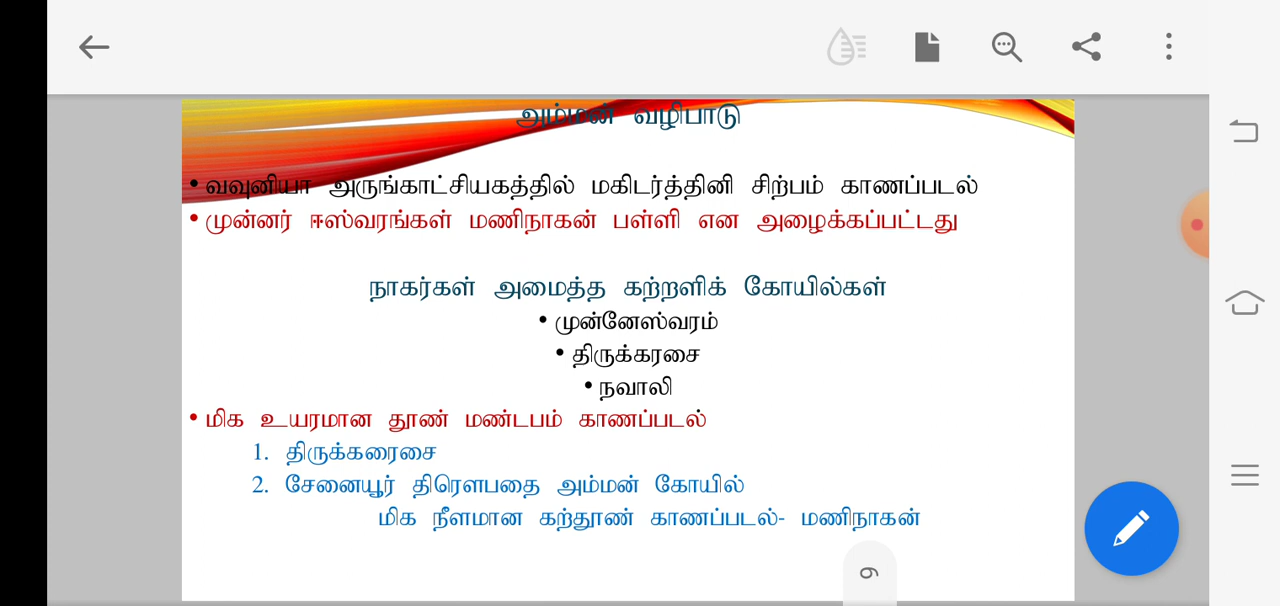 அம்மன் வழிபாடு
• வவுனியா அருங்காட்சியகத்தில் மகிடர்த்தினி சிற்பம் காணப்படல்
• முன்னர் ஈஸ்வரங்கள் மணிநாகன் பள்ளி என அழைக்கப்பட்டது
நாகர்கள் அமைத்த கற்றளிக் கோயில்கள்
• முன்னேஸ்வரம்
• திருக்கரசை
• நவாலி
• மிக உயரமான தூண் மண்டபம் காணப்படல்
1. திருக்கரைசை
2. சேனையூர் திரௌபதை அம்மன் கோயில்
மிக நீளமான கற்தூண் காணப்படல்- மணிநாகன்
6